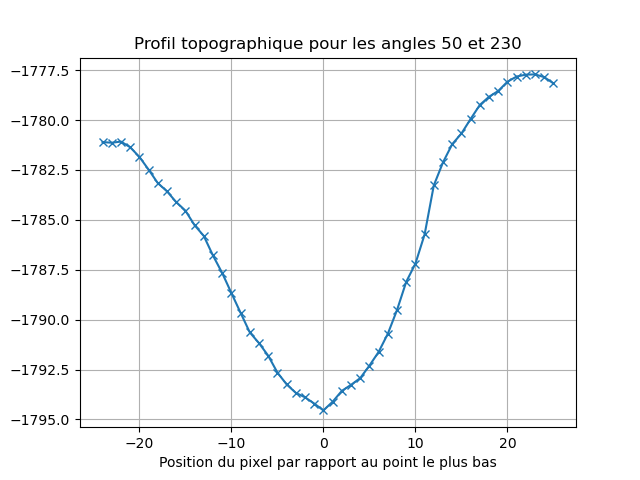 Profil topographique pour les angles 50 et 230
−1777.5
−1780.0
−1782.5
−1785.0
−1787.5
−1790.0
−1792.5
−1795.0
−20 −10 0 10 20
Position du pixel par rapport au point le plus bas